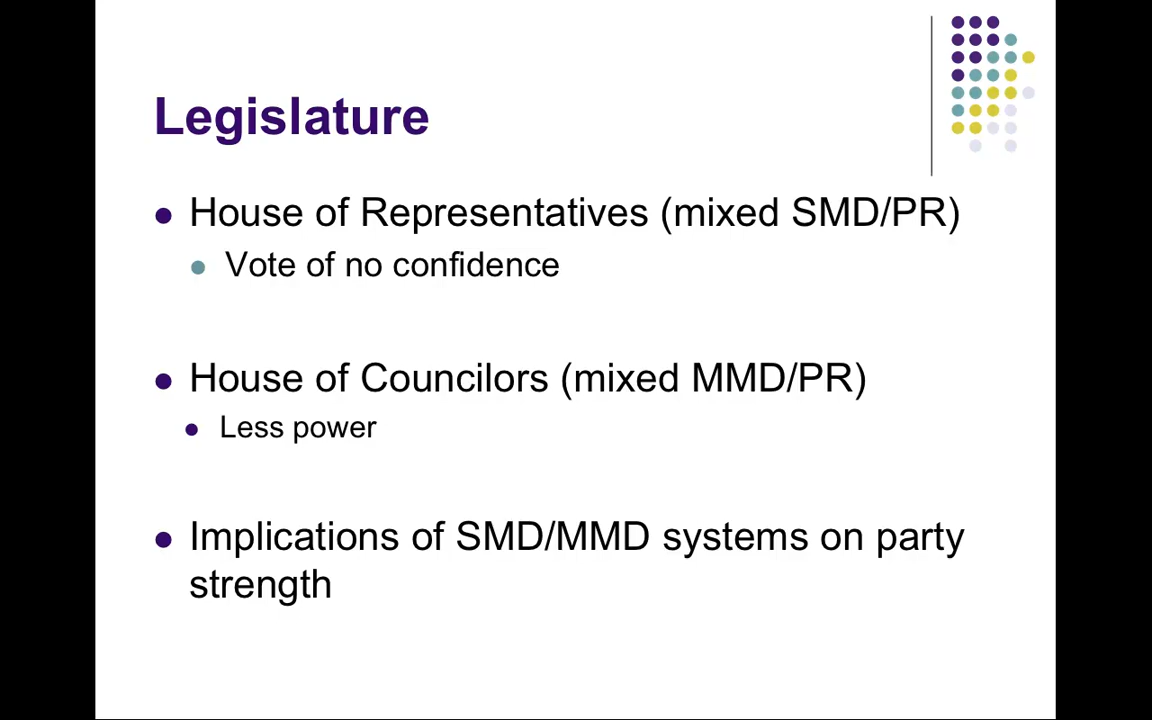 Legislature
● House of Representatives (mixed SMD/PR)
● Vote of no confidence
● House of Councilors (mixed MMD/PR)
● Less power
● Implications of SMD/MMD systems on party
strength